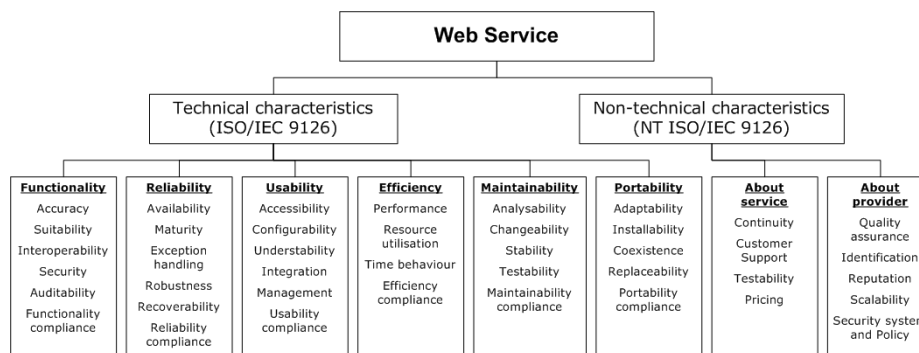 Web Service
Technical characteristics
(ISO/IEC 9126)
Non-technical characteristics
(NT ISO/IEC 9126)
Functionality
Accuracy
Suitability
Interoperability
Security
Auditability
Functionality
compliance
Reliability
Availability
Maturity
Exception
handling
Robustness
Recoverability
Reliability
compliance
Usability
Accessibility
Configurability
Understability
Integration
Management
Usability
compliance
Efficiency
Performance
Resource
utilisation
Time behaviour
Efficiency
compliance
Maintainability
Analysability
Changeability
Stability
Testability
Maintainability
compliance
Portability
Adaptability
Installability
Coexistence
Replaceability
Portability
compliance
About
service
Continuity
Customer
Support
Testability
Pricing
About
provider
Quality
assurance
Identification
Reputation
Scalability
Security system
and Policy